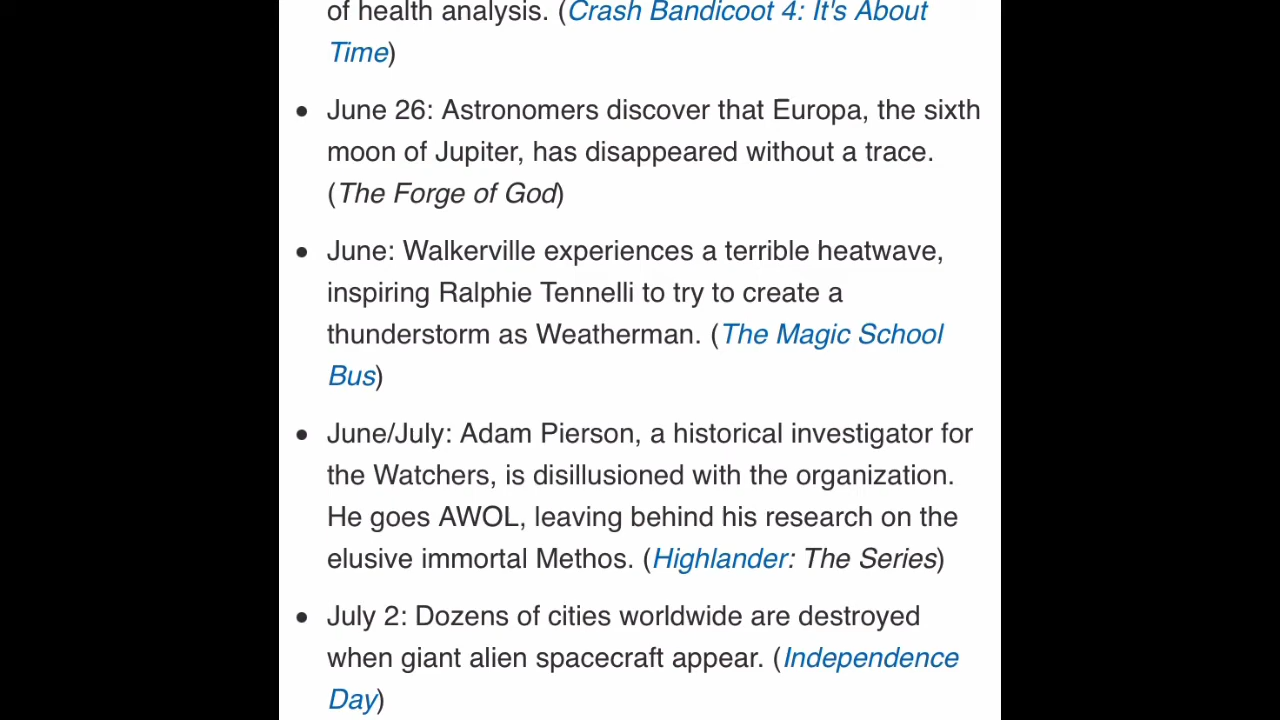 of health analysis. (Crash Bandicoot 4: It's About
Time)
• June 26: Astronomers discover that Europa, the sixth
moon of Jupiter, has disappeared without a trace.
(The Forge of God)
• June: Walkerville experiences a terrible heatwave,
inspiring Ralphie Tennelli to try to create a
thunderstorm as Weatherman. (The Magic School
Bus)
• June/July: Adam Pierson, a historical investigator for
the Watchers, is disillusioned with the organization.
He goes AWOL, leaving behind his research on the
elusive immortal Methos. (Highlander: The Series)
• July 2: Dozens of cities worldwide are destroyed
when giant alien spacecraft appear. (Independence
Day)